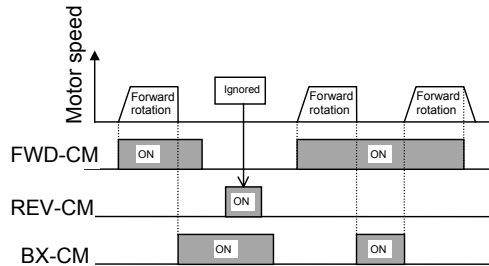 Motor speed
Forward
rotation
Ignored
Forward
rotation
Forward
rotation
FWD-CM
ON
ON
REV-CM
ON
BX-CM
ON
ON